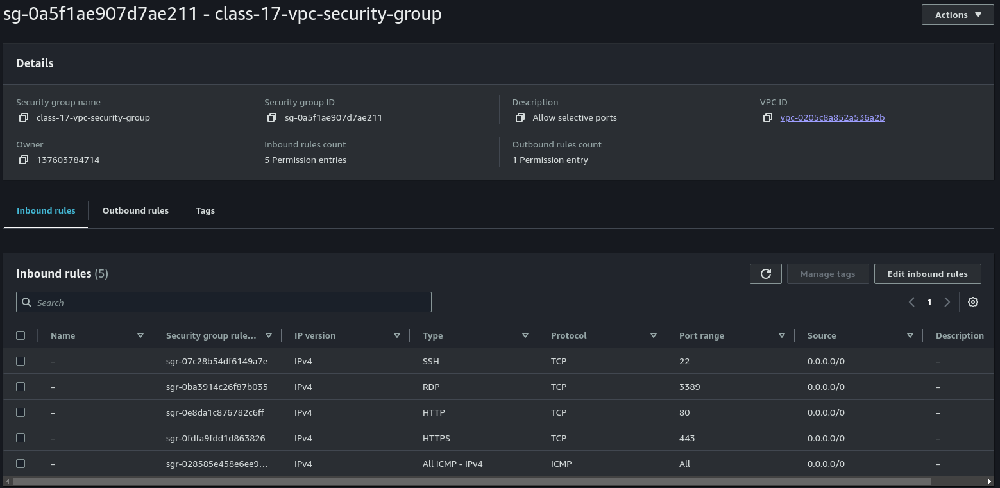 sg-0a5f1ae907d7ae211 - class-17-vpc-security-group
Actions
Details
Security group name
class-17-vpc-security-group
Security group ID
sg-0a5f1ae907d7ae211
Description
Allow selective ports
VPC ID
vpc-0205c8a852a536a2b
Owner
137603784714
Inbound rules count
5 Permission entries
Outbound rules count
1 Permission entry
Inbound rules Outbound rules Tags
Inbound rules (5)
Manage tags Edit inbound rules
Search
1
Name Security group rule... IP version Type Protocol Port range Source Description
– sgr-07c28b54df6149a7e IPv4 SSH TCP 22 0.0.0.0/0 –
– sgr-0ba3914c26f87b035 IPv4 RDP TCP 3389 0.0.0.0/0 –
– sgr-0e8da1c876782c6ff IPv4 HTTP TCP 80 0.0.0.0/0 –
– sgr-0fdfa9fdd1d863826 IPv4 HTTPS TCP 443 0.0.0.0/0 –
– sgr-028585e458e6ee9... IPv4 All ICMP - IPv4 ICMP All 0.0.0.0/0 –